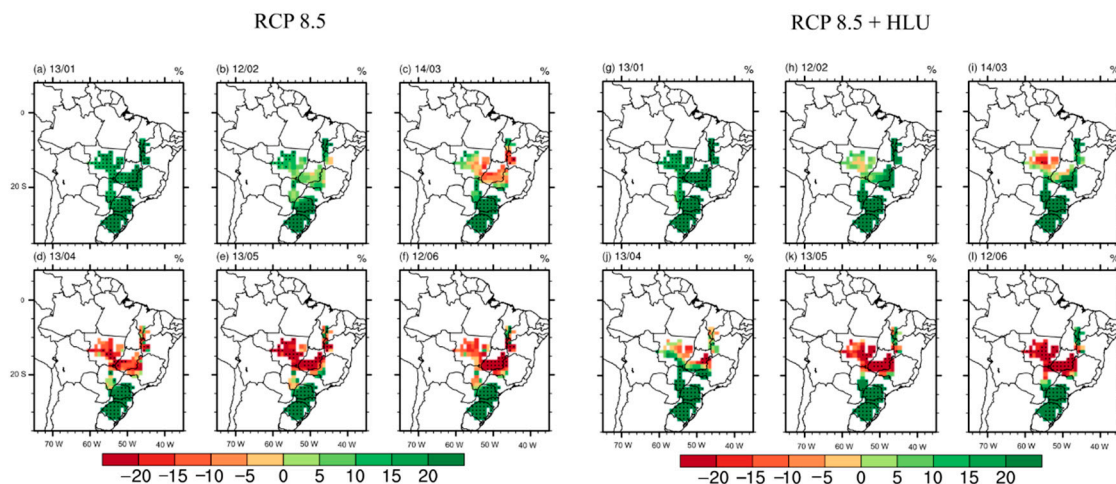 RCP 8.5
RCP 8.5 + HLU
(a) 13/01 % (b) 12/02 % (c) 14/03 % (g) 13/01 % (h) 12/02 % (i) 14/03 %
0 0
20 S 20 S
(d) 13/04 % (e) 13/05 % (f) 12/06 % (j) 13/04 % (k) 13/05 % (l) 12/06 %
0 0
20 S 20 S
70 W 60 W 50 W 40 W 70 W 60 W 50 W 40 W 70 W 60 W 50 W 40 W 70 W 60 W 50 W 40 W 70 W 60 W 50 W 40 W 70 W 60 W 50 W 40 W
−20 −15 −10 −5 0 5 10 15 20 −20 −15 −10 −5 0 5 10 15 20